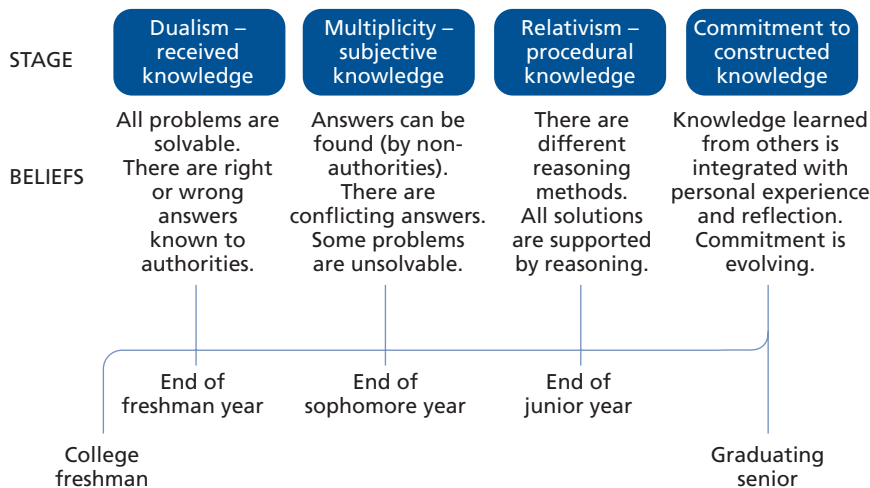 STAGE
Dualism –
received
knowledge
Multiplicity –
subjective
knowledge
Relativism –
procedural
knowledge
Commitment to
constructed
knowledge
BELIEFS
All problems are
solvable.
There are right
or wrong
answers
known to
authorities.
Answers can be
found (by non-
authorities).
There are
conflicting answers.
Some problems
are unsolvable.
There are
different
reasoning
methods.
All solutions
are supported
by reasoning.
Knowledge learned
from others is
integrated with
personal experience
and reflection.
Commitment is
evolving.
End of
freshman year
End of
sophomore year
End of
junior year
College
freshman
Graduating
senior